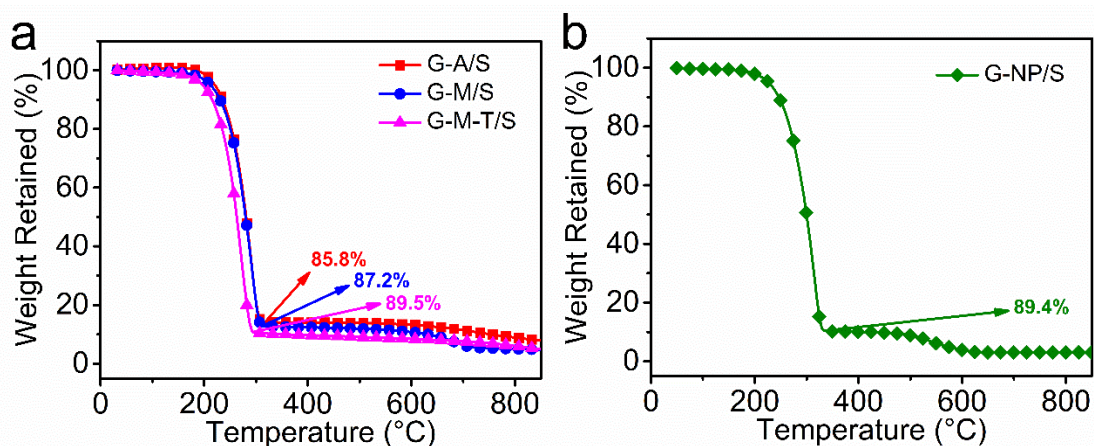 a
G-A/S
G-M/S
G-M-T/S
85.8%
87.2%
89.5%
Weight Retained (%)
100
80
60
40
20
0
0
200
400
600
800
Temperature (°C)
b
G-NP/S
89.4%
Weight Retained (%)
100
80
60
40
20
0
0
200
400
600
800
Temperature (°C)